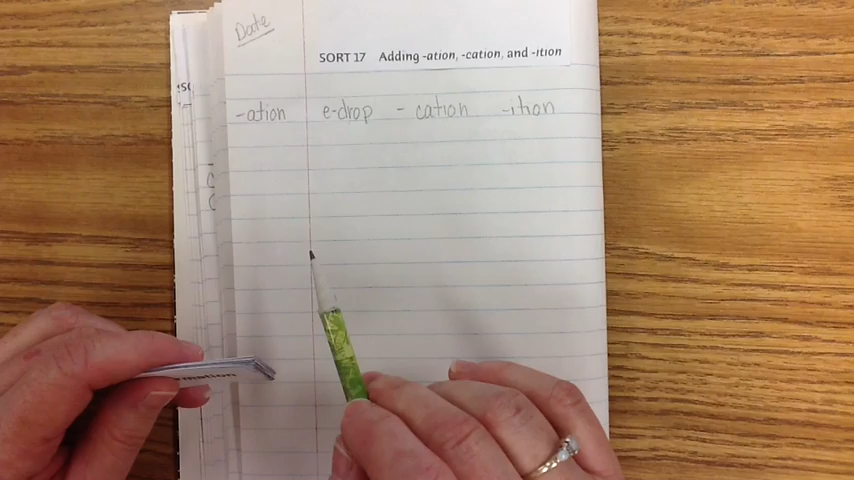 Date
SORT 17 Adding -ation, -cation, and -ition
-ation e-drop -cation -ition